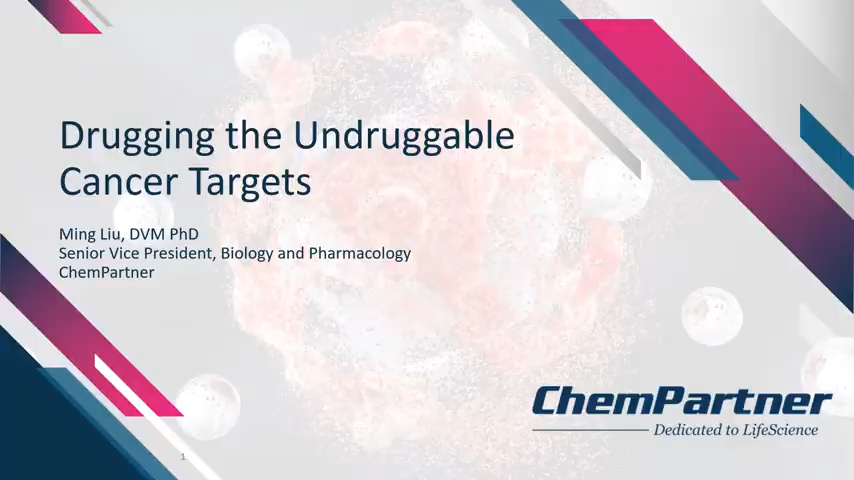 Drugging the Undruggable
Cancer Targets
Ming Liu, DVM PhD
Senior Vice President, Biology and Pharmacology
ChemPartner
ChemPartner
Dedicated to LifeScience
1